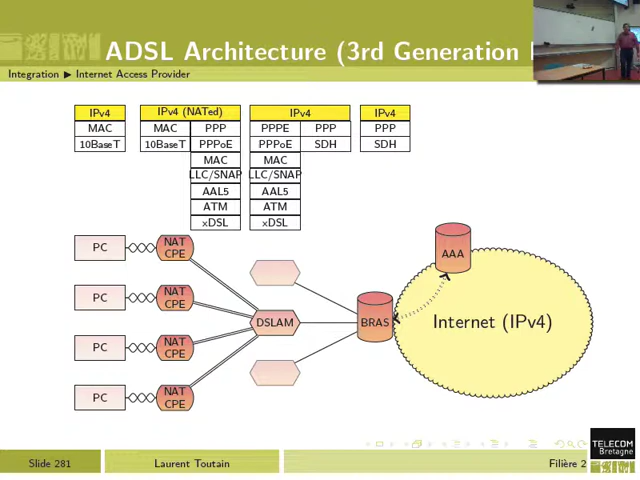 ADSL Architecture (3rd Generation
Integration ▶ Internet Access Provider
IPv4 IPv4 (NATed) IPv4 IPv4
MAC MAC PPP PPPE PPP PPP
10BaseT 10BaseT PPPoE PPPoE SDH SDH
MAC MAC
LLC/SNAP LLC/SNAP
AAL5 AAL5
ATM ATM
xDSL xDSL
PC NAT
CPE
AAA
PC NAT
CPE
DSLAM BRAS Internet (IPv4)
PC NAT
CPE
PC NAT
CPE
TELECOM
Bretagne
Slide 281 Laurent Toutain Filière 2